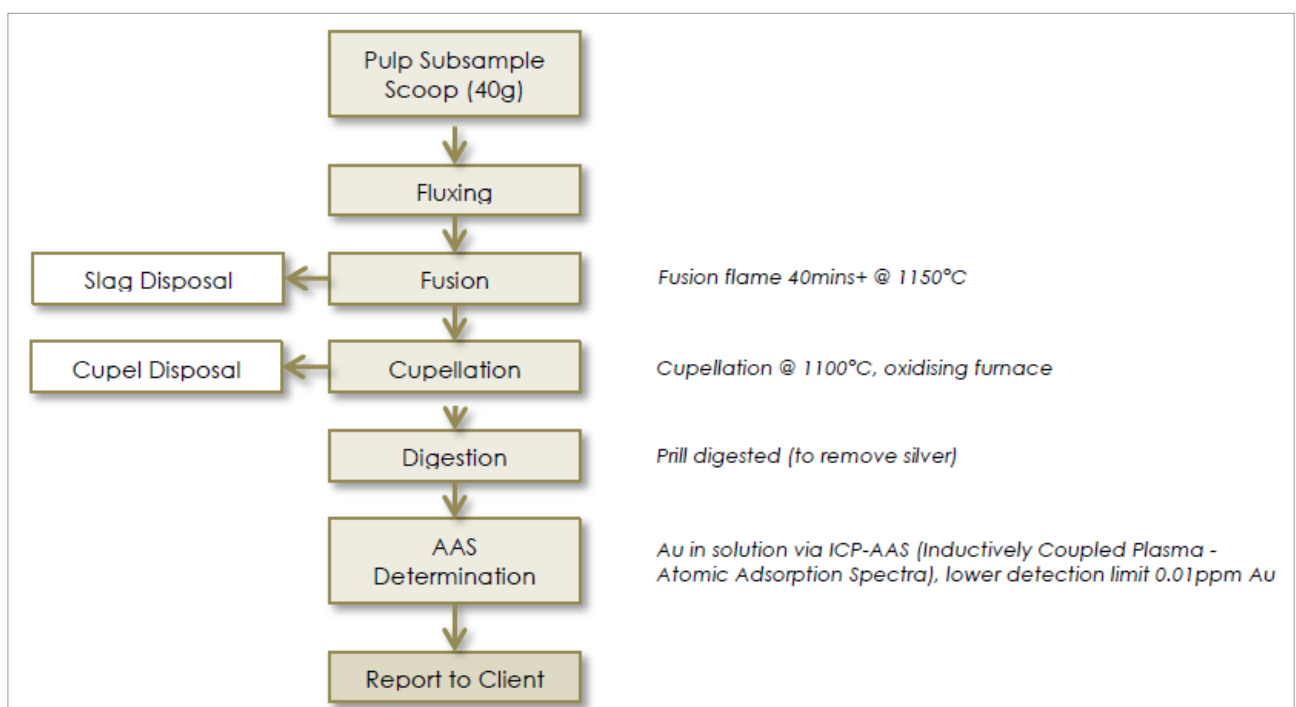 Pulp Subsample
Scoop (40g)
Fluxing
Slag Disposal
Fusion
Fusion flame 40mins+ @ 1150°C
Cupel Disposal
Cupellation
Cupellation @ 1100°C, oxidising furnace
Digestion
Prill digested (to remove silver)
AAS
Determination
Au in solution via ICP-AAS (Inductively Coupled Plasma -
Atomic Adsorption Spectra), lower detection limit 0.01ppm Au
Report to Client